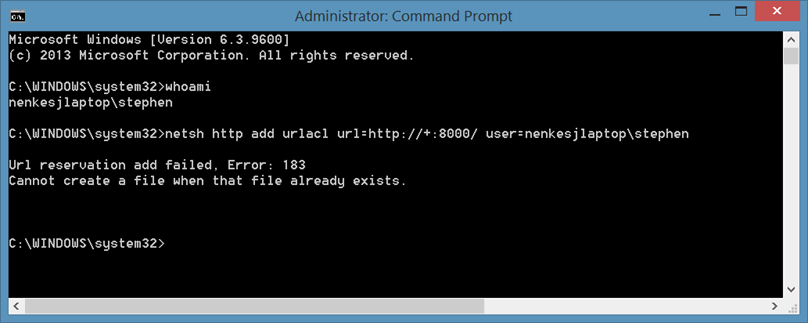 Administrator: Command Prompt
Microsoft Windows [Version 6.3.9600]
(c) 2013 Microsoft Corporation. All rights reserved.
C:\WINDOWS\system32>whoami
nenkesjlaptop\stephen
C:\WINDOWS\system32>netsh http add urlacl url=http://+:8000/ user=nenkesjlaptop\stephen
Url reservation add failed, Error: 183
Cannot create a file when that file already exists.
C:\WINDOWS\system32>